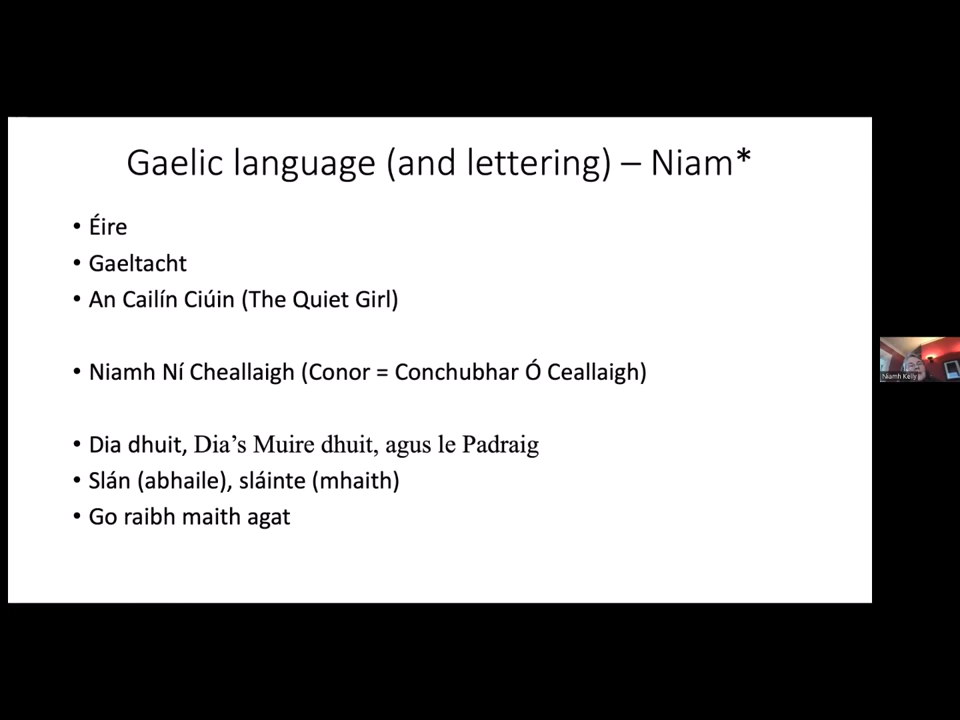 Gaelic language (and lettering) – Niam*
• Éire
• Gaeltacht
• An Cailín Ciúin (The Quiet Girl)
• Niamh Ní Cheallaigh (Conor = Conchubhar Ó Ceallaigh)
• Dia dhuit, Dia’s Muire dhuit, agus le Padraig
• Slán (abhaile), sláinte (mhaith)
• Go raibh maith agat
Niamh Kelly